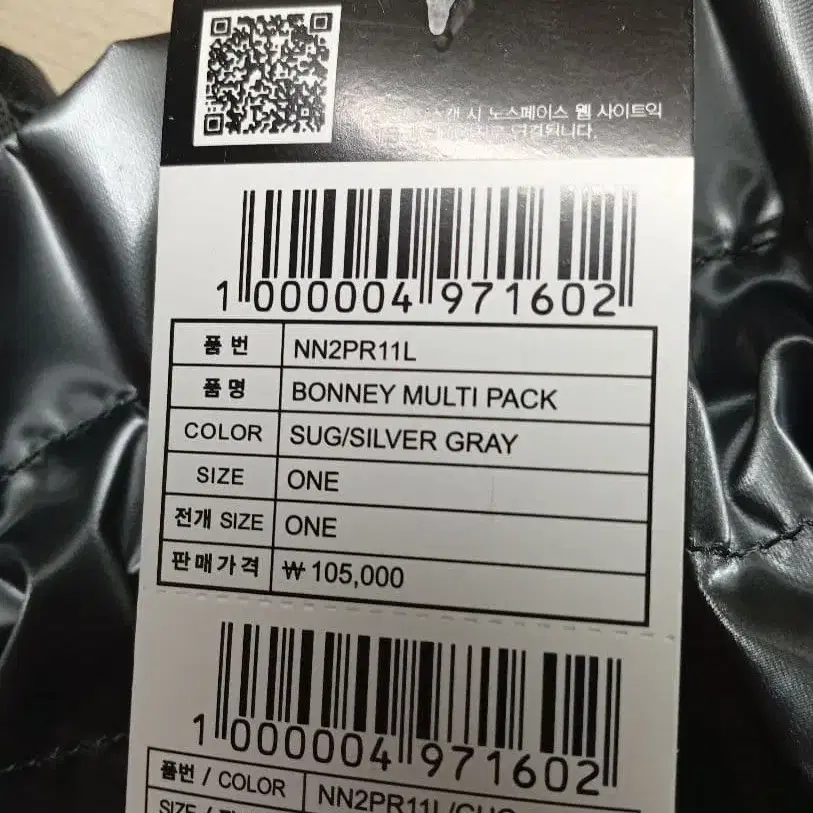 캔 시 노스페이스 웹 사이트의
연결됩니다.
1 000004 971602
품번 NN2PR11L
품명 BONNEY MULTI PACK
COLOR SUG/SILVER GRAY
SIZE ONE
전개 SIZE ONE
판매가격 ₩ 105,000
1 000004 971602
품번 / COLOR